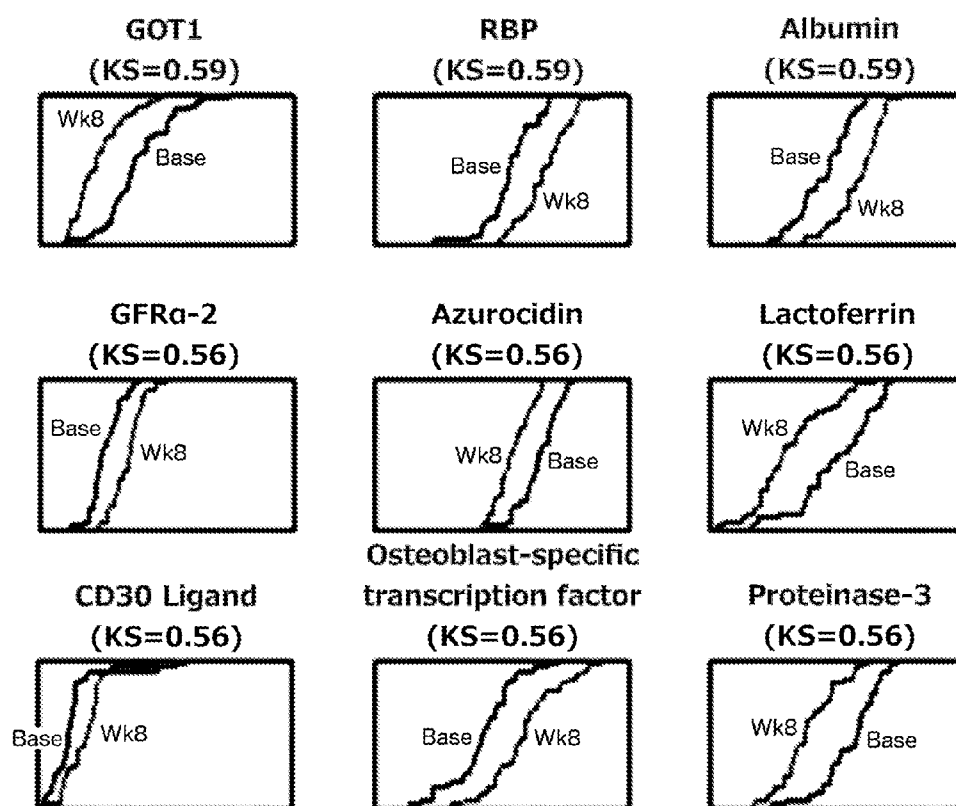 GOT1
(KS=0.59)
Wk8
Base
RBP
(KS=0.59)
Base
Wk8
Albumin
(KS=0.59)
Base
Wk8
GFRα-2
(KS=0.56)
Base
Wk8
Azurocidin
(KS=0.56)
Wk8
Base
Lactoferrin
(KS=0.56)
Wk8
Base
CD30 Ligand
(KS=0.56)
Base
Wk8
Osteoblast-specific
transcription factor
(KS=0.56)
Base
Wk8
Proteinase-3
(KS=0.56)
Wk8
Base